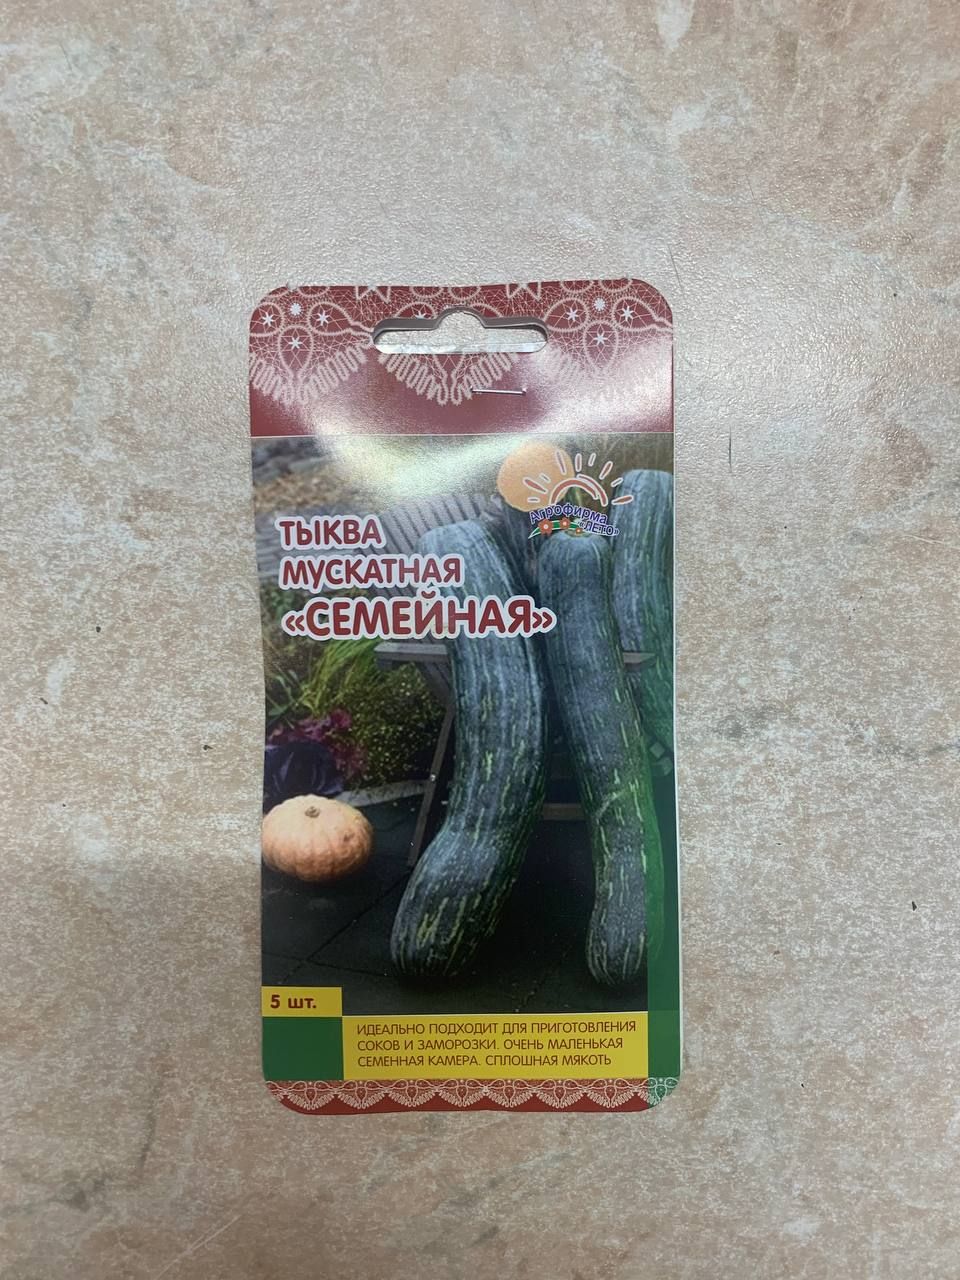 Агрофирма
«ЛЕТО»
ТЫКВА
МУСКАТНАЯ
«СЕМЕЙНАЯ»
5 шт.
ИДЕАЛЬНО ПОДХОДИТ ДЛЯ ПРИГОТОВЛЕНИЯ
СОКОВ И ЗАМОРОЗКИ. ОЧЕНЬ МАЛЕНЬКАЯ
СЕМЕННАЯ КАМЕРА. СПЛОШНАЯ МЯКОТЬ